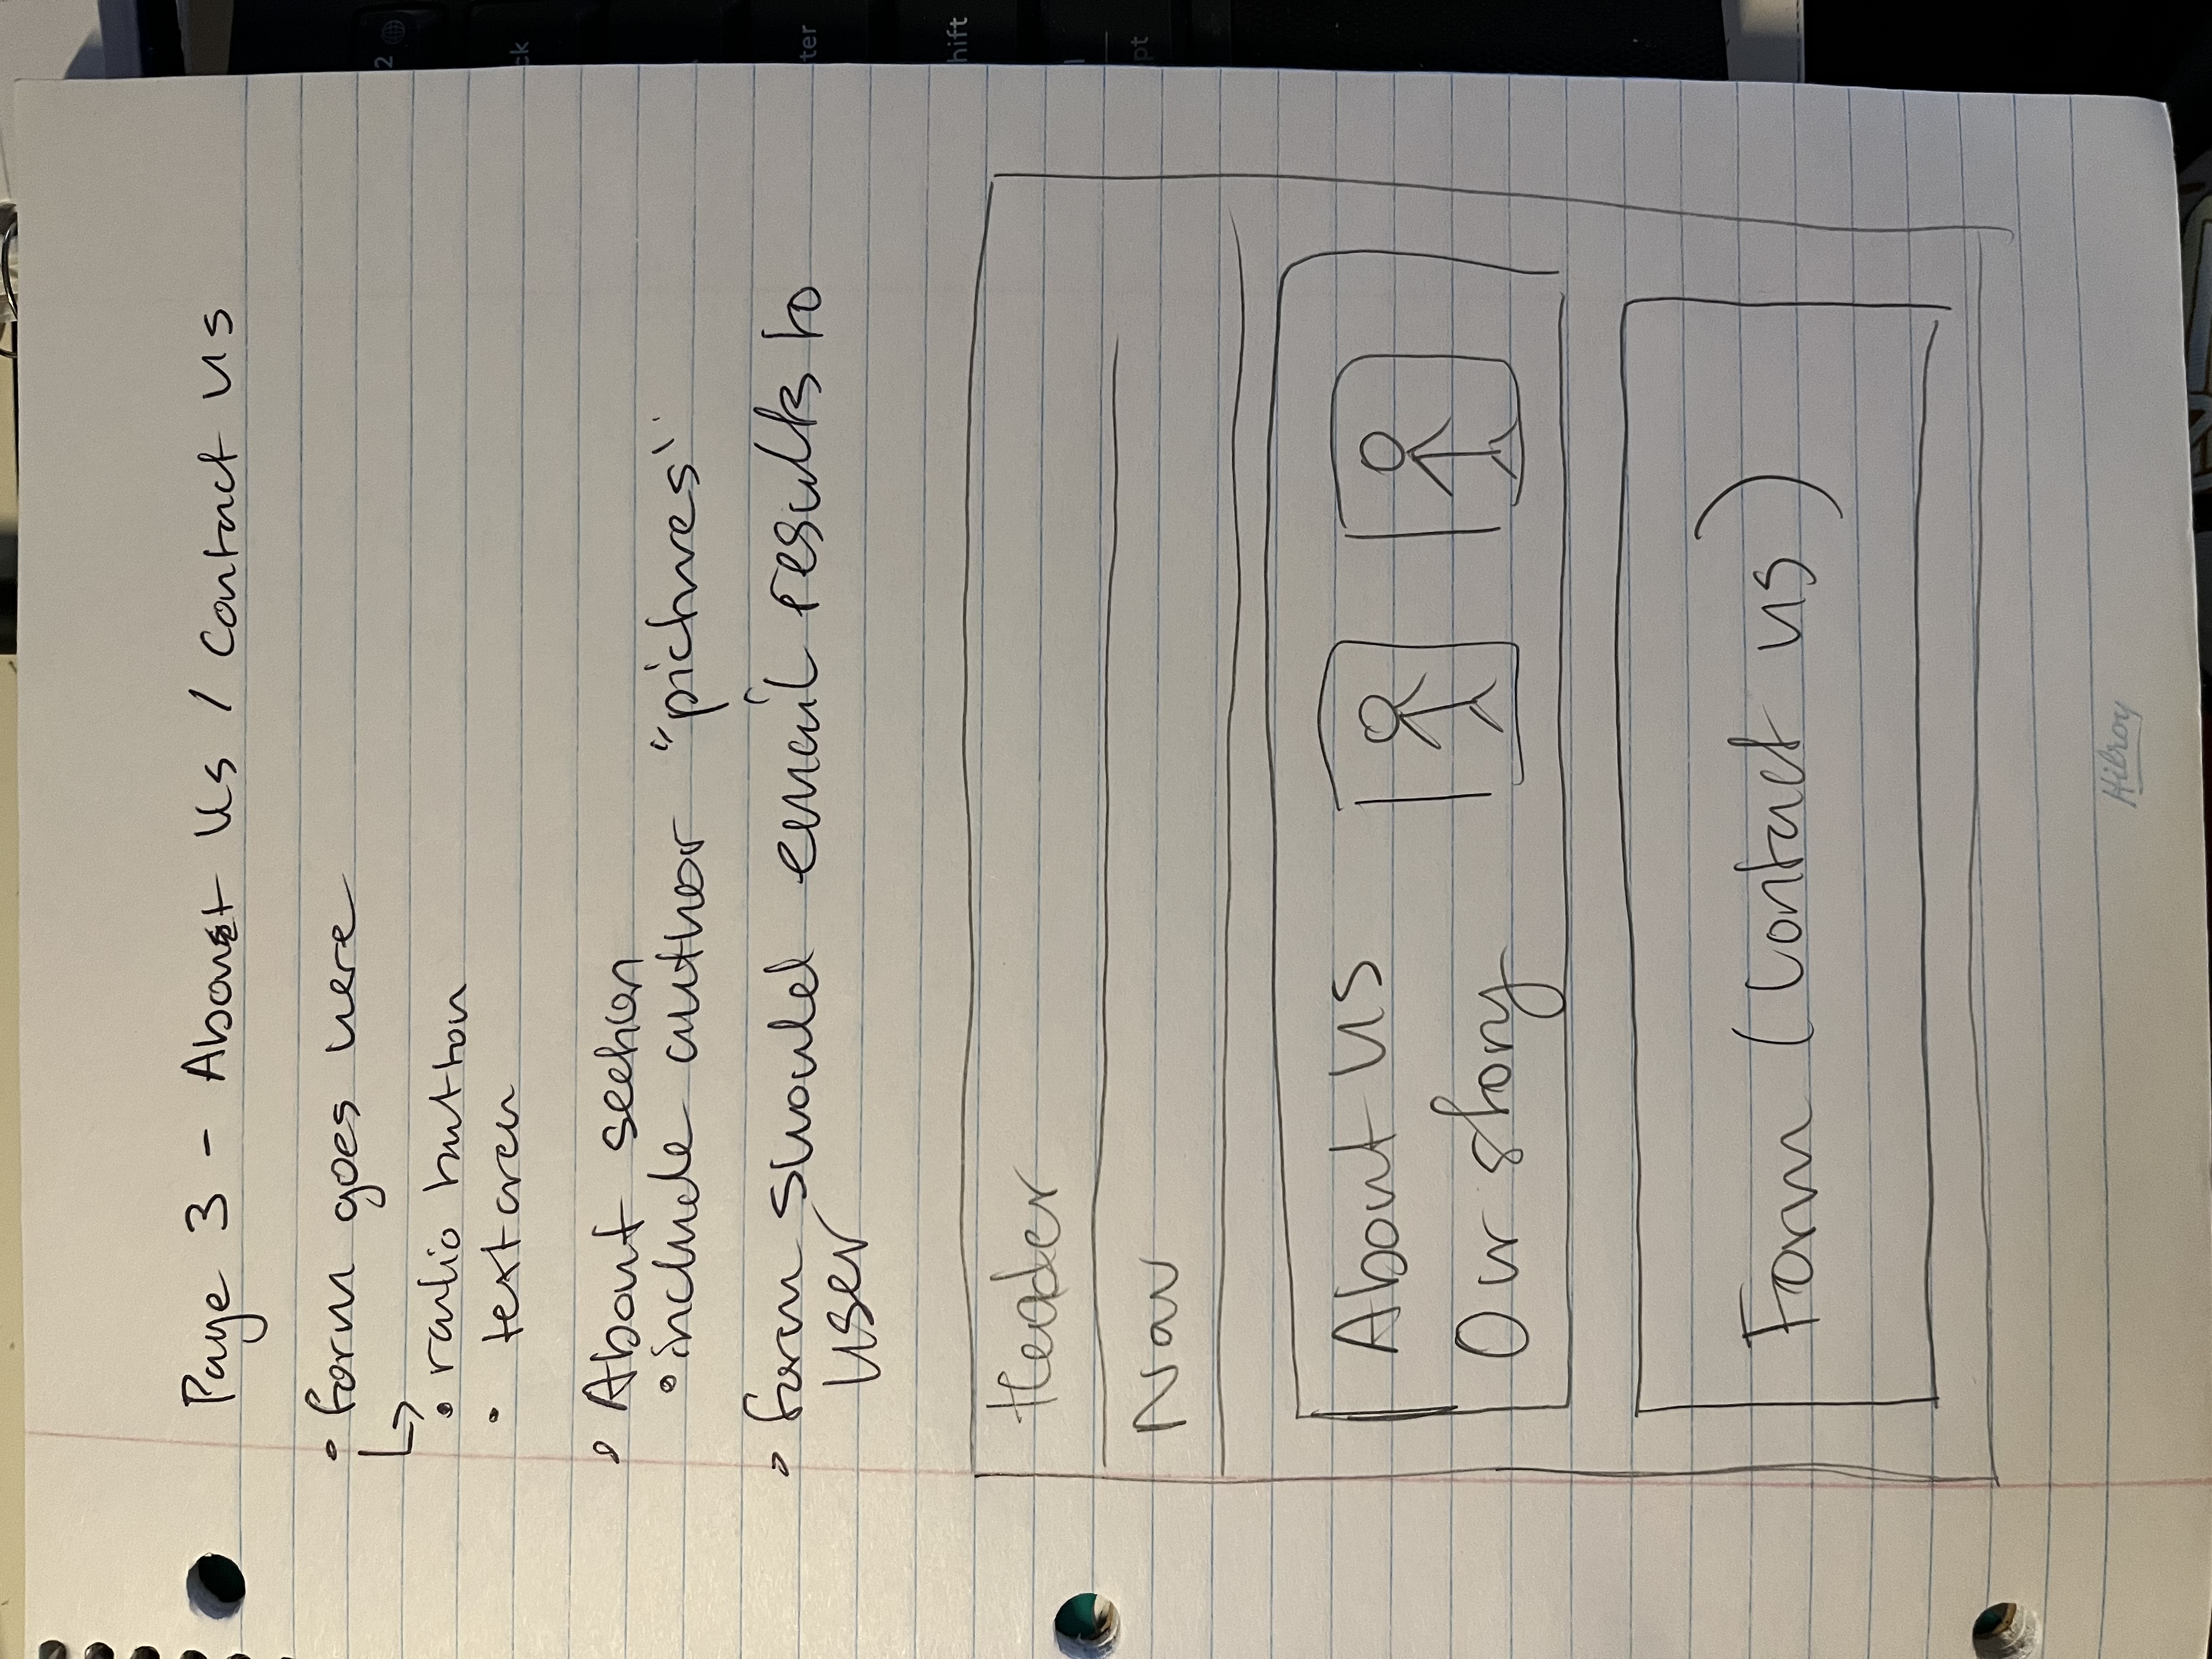 Page 3 - About Us / Contact Us
• form goes here
↳
• radio button
• textarea
• About section
• include author "pictures"
• form should email results to
user
Header
Nav
About us
Our story
Form (Contact us)
Hilroy
2
ck
ter
hift
pt